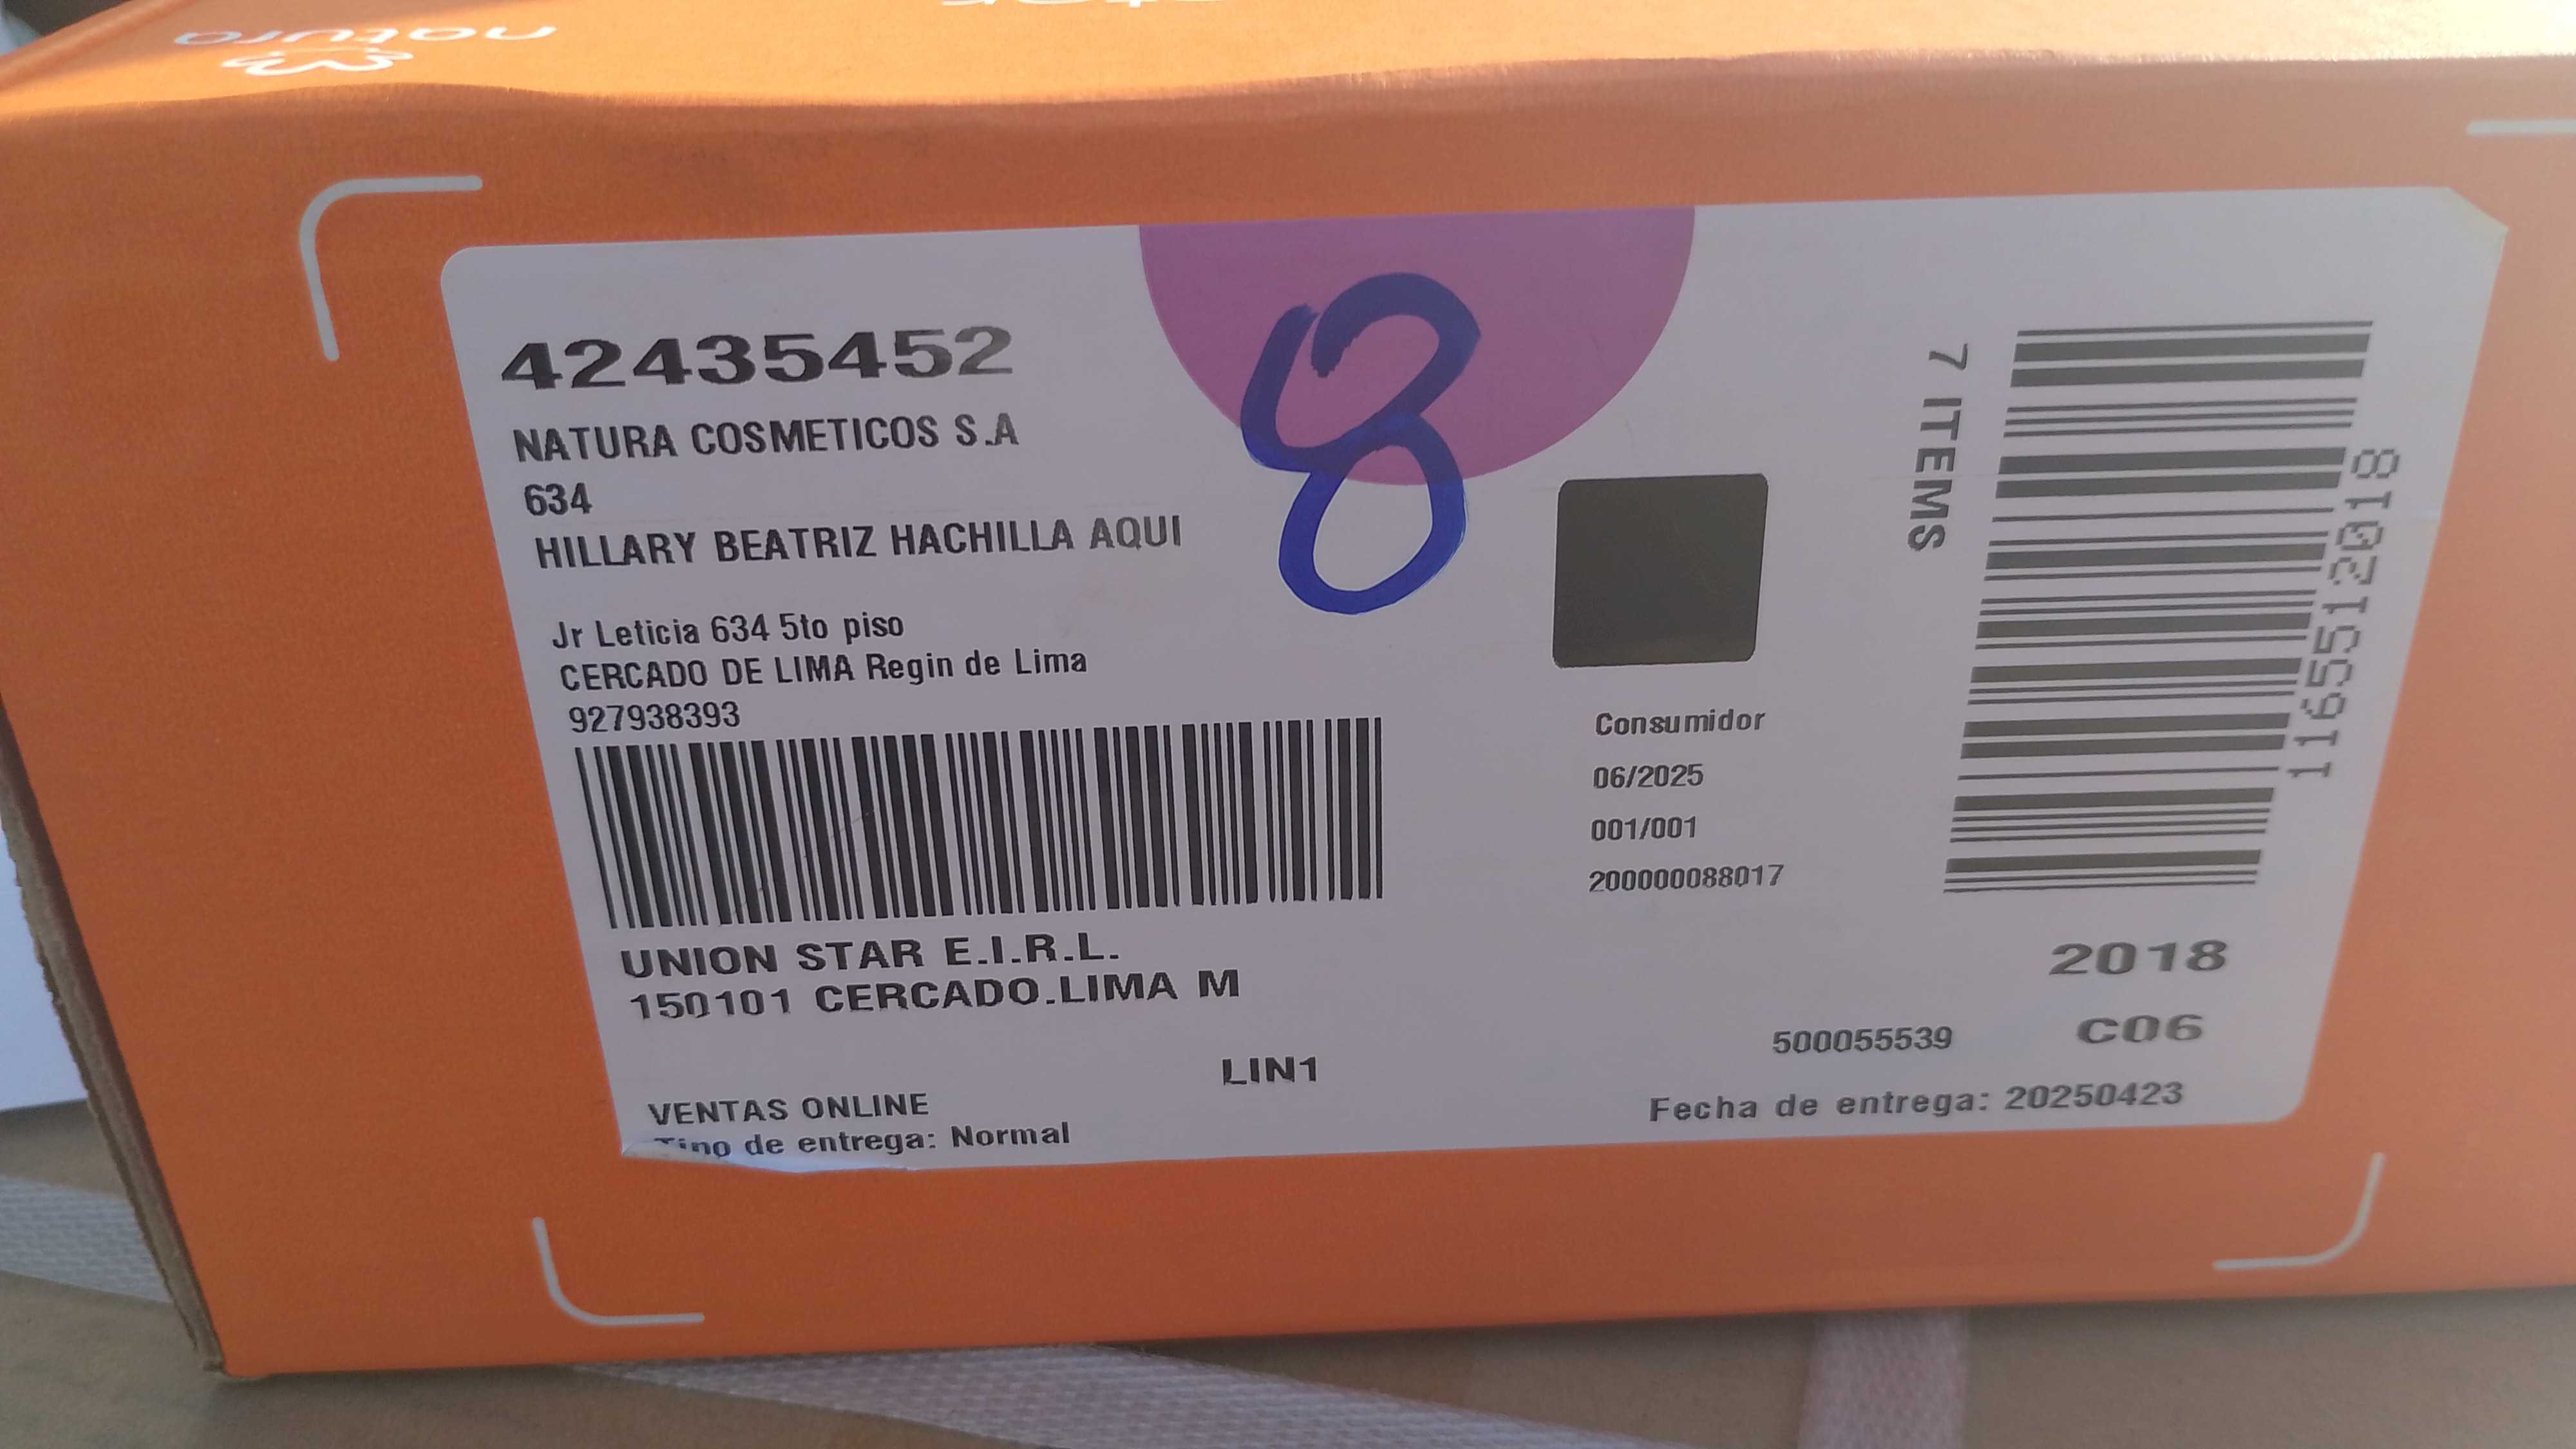 natura
42435452
NATURA COSMETICOS S.A
634
HILLARY BEATRIZ HACHILLA AQUI
Jr Leticia 634 5to piso
CERCADO DE LIMA Regin de Lima
927938393
UNION STAR E.I.R.L.
150101 CERCADO.LIMA M
LIN1
VENTAS ONLINE
Tipo de entrega: Normal
8
Consumidor
06/2025
001/001
200000088017
7 ITEMS
1165512018
2018
C06
500055539
Fecha de entrega: 20250423